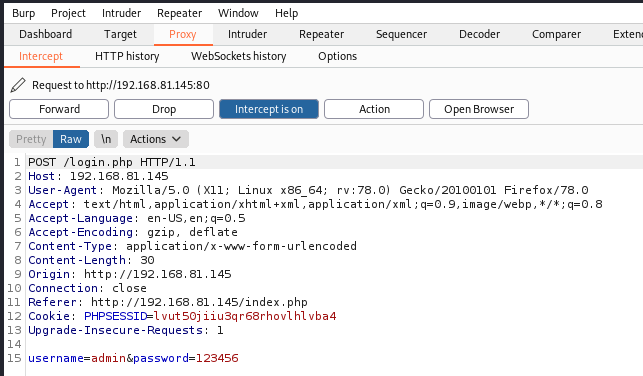 Burp Project Intruder Repeater Window Help
Dashboard Target Proxy Intruder Repeater Sequencer Decoder Comparer Exten
Intercept HTTP history WebSockets history Options
Request to http://192.168.81.145:80
Forward Drop Intercept is on Action Open Browser
Pretty Raw \n Actions
1 POST /login.php HTTP/1.1
2 Host: 192.168.81.145
3 User-Agent: Mozilla/5.0 (X11; Linux x86_64; rv:78.0) Gecko/20100101 Firefox/78.0
4 Accept: text/html,application/xhtml+xml,application/xml;q=0.9,image/webp,*/*;q=0.8
5 Accept-Language: en-US,en;q=0.5
6 Accept-Encoding: gzip, deflate
7 Content-Type: application/x-www-form-urlencoded
8 Content-Length: 30
9 Origin: http://192.168.81.145
10 Connection: close
11 Referer: http://192.168.81.145/index.php
12 Cookie: PHPSESSID=lvut50jiiu3qr68rhovlhlvba4
13 Upgrade-Insecure-Requests: 1
14
15 username=admin&password=123456